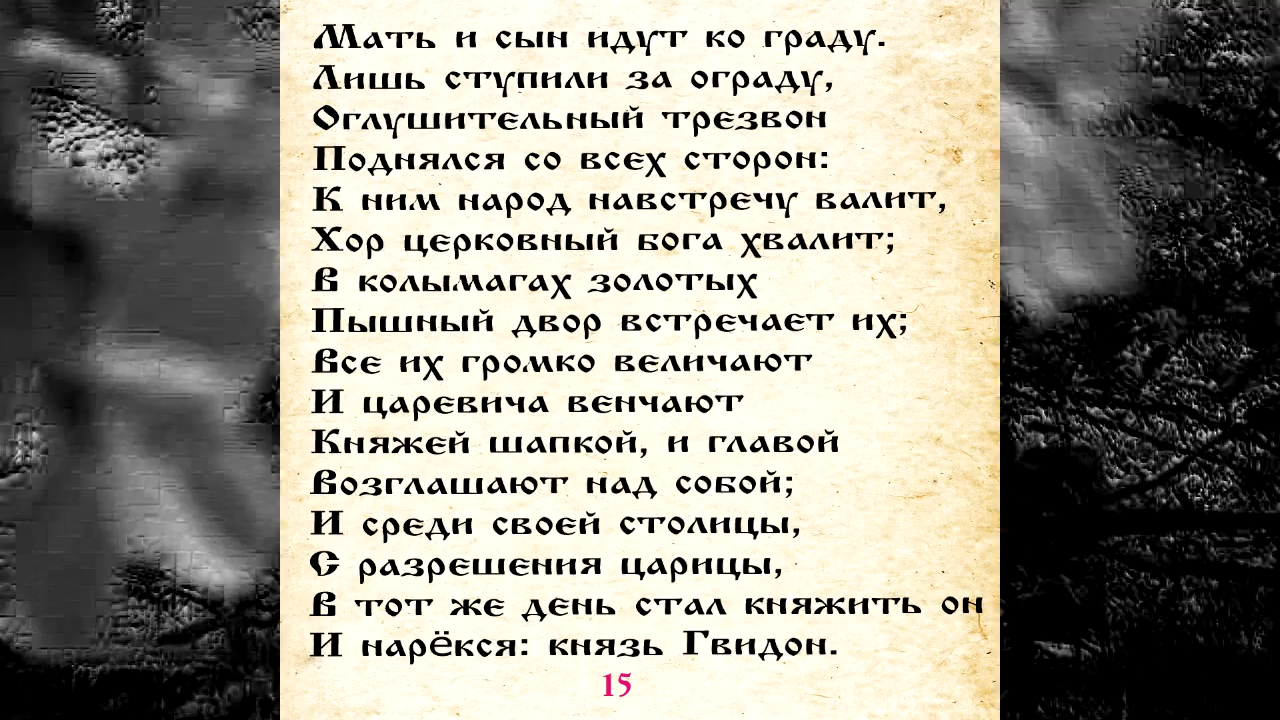 Мать и сын идут ко граду.
Лишь ступили за ограду,
Оглушительный трезвон
Поднялся со всех сторон:
К ним народ навстречу валит,
Хор церковный бога хвалит;
В колымагах золотых
Пышный двор встречает их;
Все их громко величают
И царевича венчают
Княжей шапкой, и главой
Возглашают над собой;
И среди своей столицы,
С разрешения царицы,
В тот же день стал княжить он
И нарёкся: князь Гвидон.
15